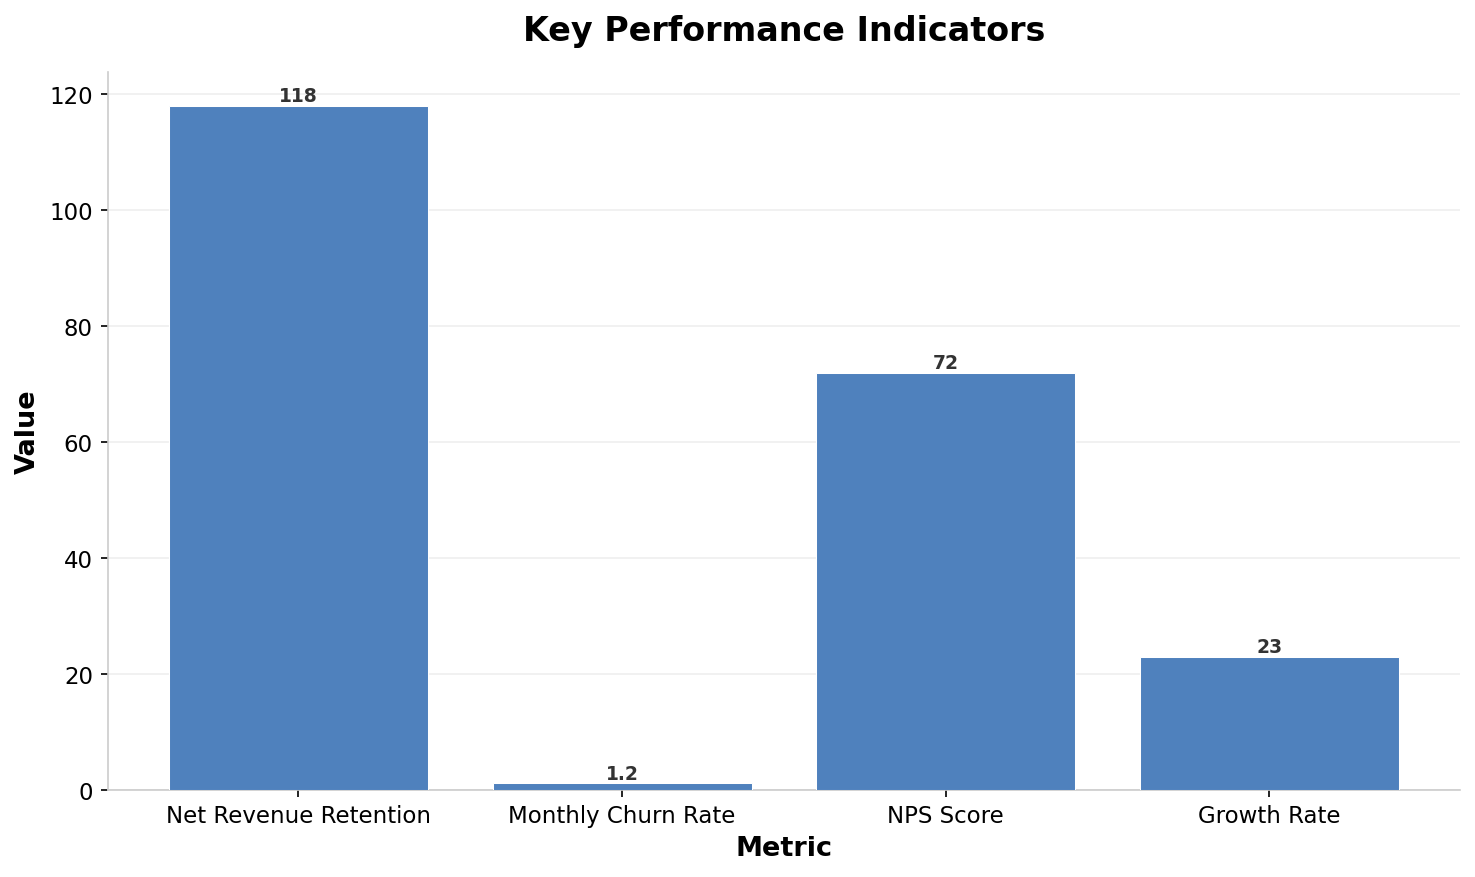 Key Performance Indicators
Value
120
100
80
60
40
20
0
118
1.2
72
23
Net Revenue Retention
Monthly Churn Rate
NPS Score
Growth Rate
Metric